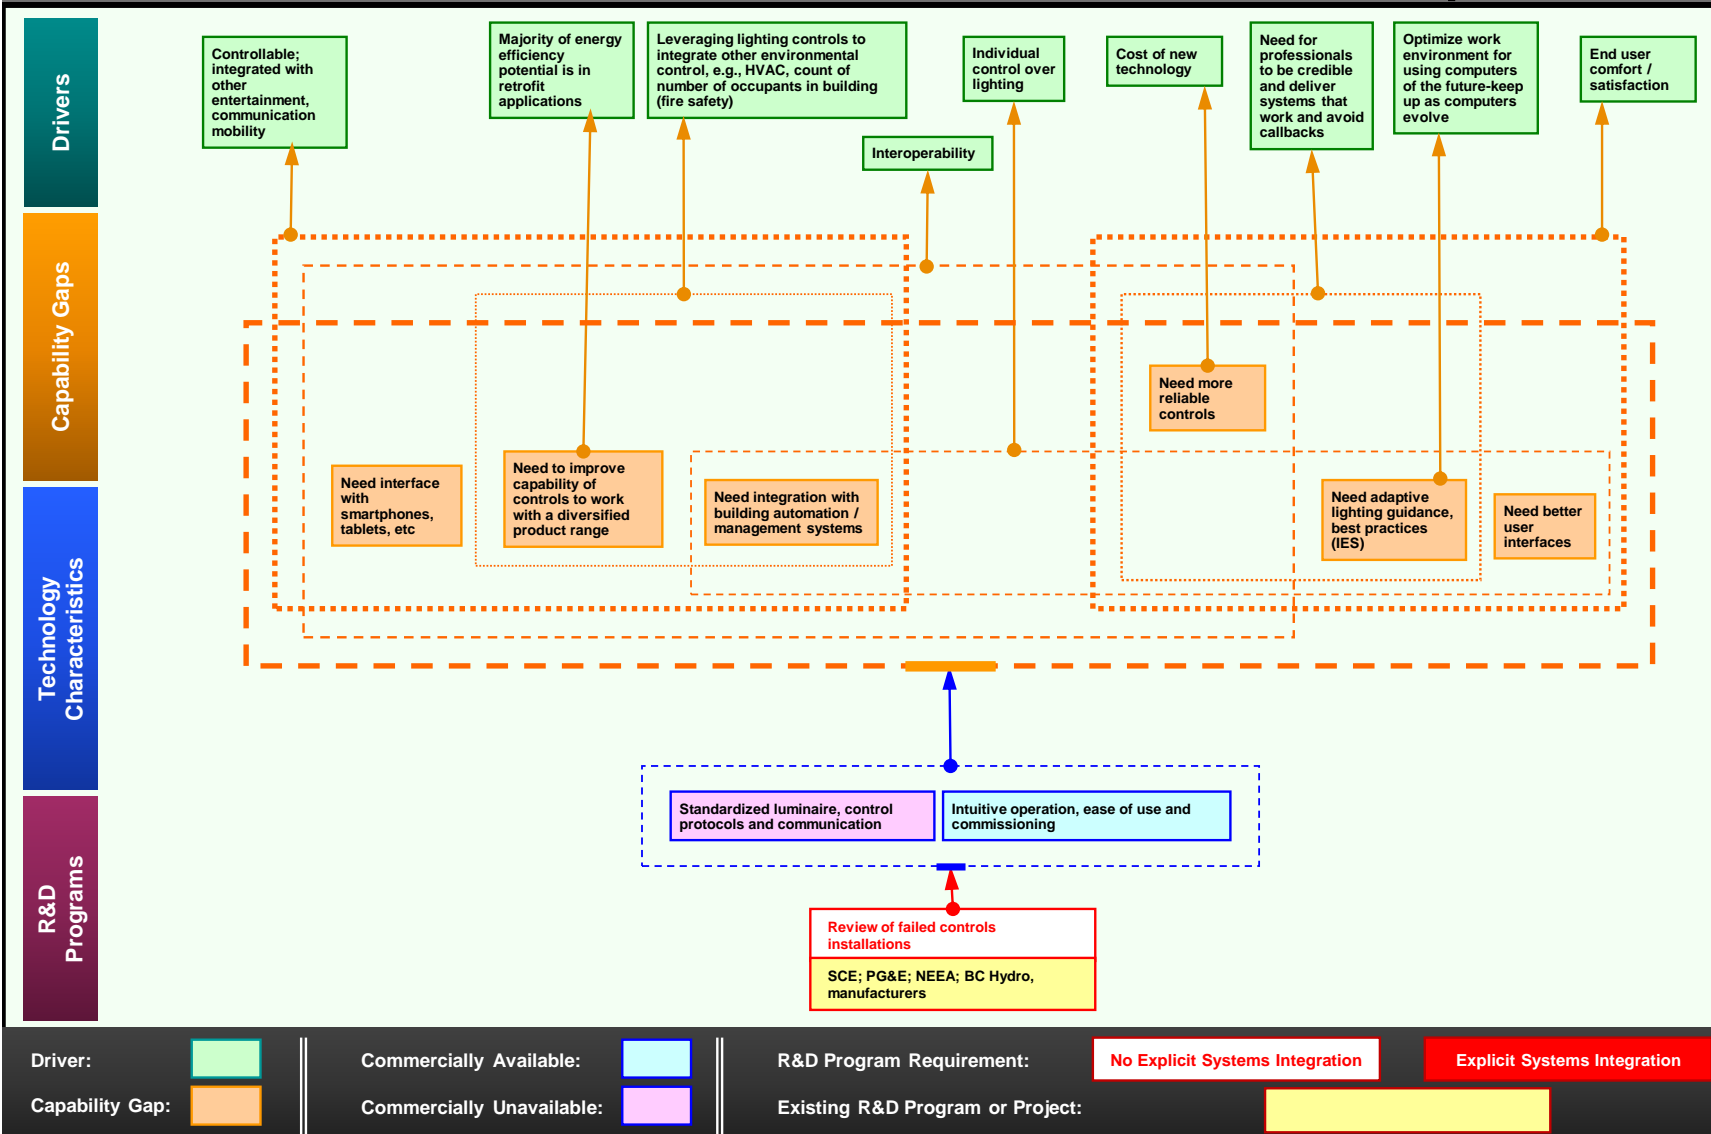 Drivers
Controllable;
integrated with
other
entertainment,
communication
mobility
Majority of energy
efficiency
potential is in
retrofit
applications
Leveraging lighting controls to
integrate other environmental
control, e.g., HVAC, count of
number of occupants in building
(fire safety)
Interoperability
Individual
control over
lighting
Cost of new
technology
Need for
professionals
to be credible
and deliver
systems that
work and avoid
callbacks
Optimize work
environment for
using computers
of the future-keep
up as computers
evolve
End user
comfort /
satisfaction
Capability Gaps
Need interface
with
smartphones,
tablets, etc
Need to improve
capability of
controls to work
with a diversified
product range
Need integration with
building automation /
management systems
Need more
reliable
controls
Need adaptive
lighting guidance,
best practices
(IES)
Need better
user
interfaces
Technology
Characteristics
Standardized luminaire, control
protocols and communication
Intuitive operation, ease of use and
commissioning
R&D
Programs
Review of failed controls
installations
SCE; PG&E; NEEA; BC Hydro,
manufacturers
Driver:
Capability Gap:
Commercially Available:
Commercially Unavailable:
R&D Program Requirement:
No Explicit Systems Integration
Explicit Systems Integration
Existing R&D Program or Project: